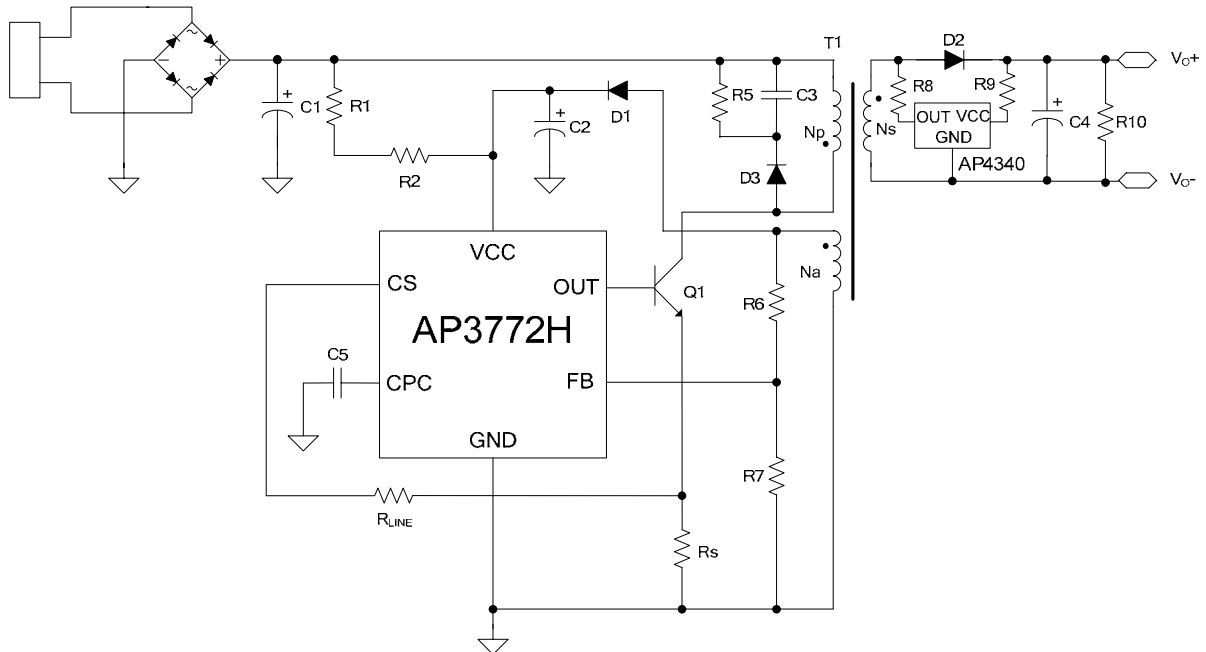 T1
D2
VO+
R8
R9
C1
R1
C2
D1
R5
C3
Np
Ns
OUT VCC
GND
C4
R10
AP4340
R2
D3
VO-
VCC
Na
CS
OUT
Q1
R6
AP3772H
C5
CPC
FB
GND
R7
RLINE
Rs
~
+
−
~
+
+
+